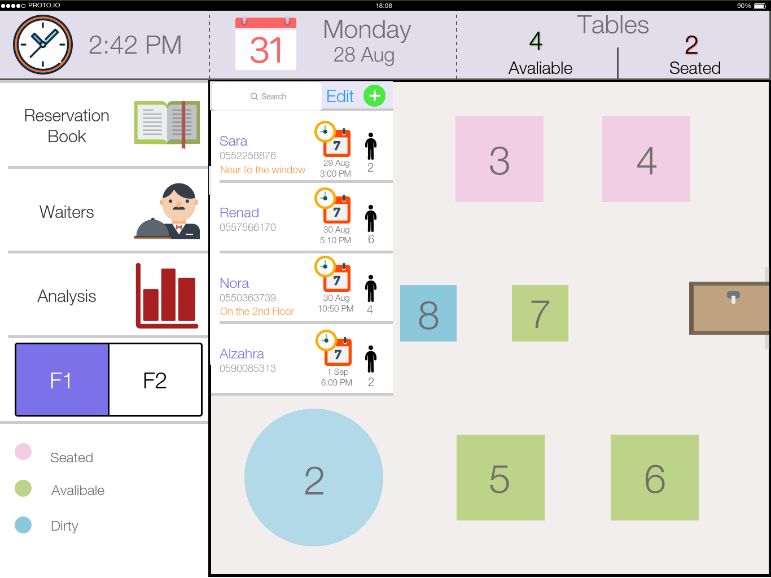 PROTO.IO
18:08
90%
2:42 PM
31
Monday
28 Aug
Tables
4
Avaliable
2
Seated
Reservation
Book
Waiters
Analysis
F1
F2
Seated
Avalibale
Dirty
Search
Edit
+
Sara
0552258876
Near to the window
7
29 Aug
3:00 PM
2
Renad
0557566170
7
30 Aug
5:10 PM
6
Nora
0550363739
On the 2nd Floor
7
30 Aug
10:50 PM
4
Alzahra
0590085313
7
1 Sep
6:09 PM
2
3
4
8
7
2
5
6